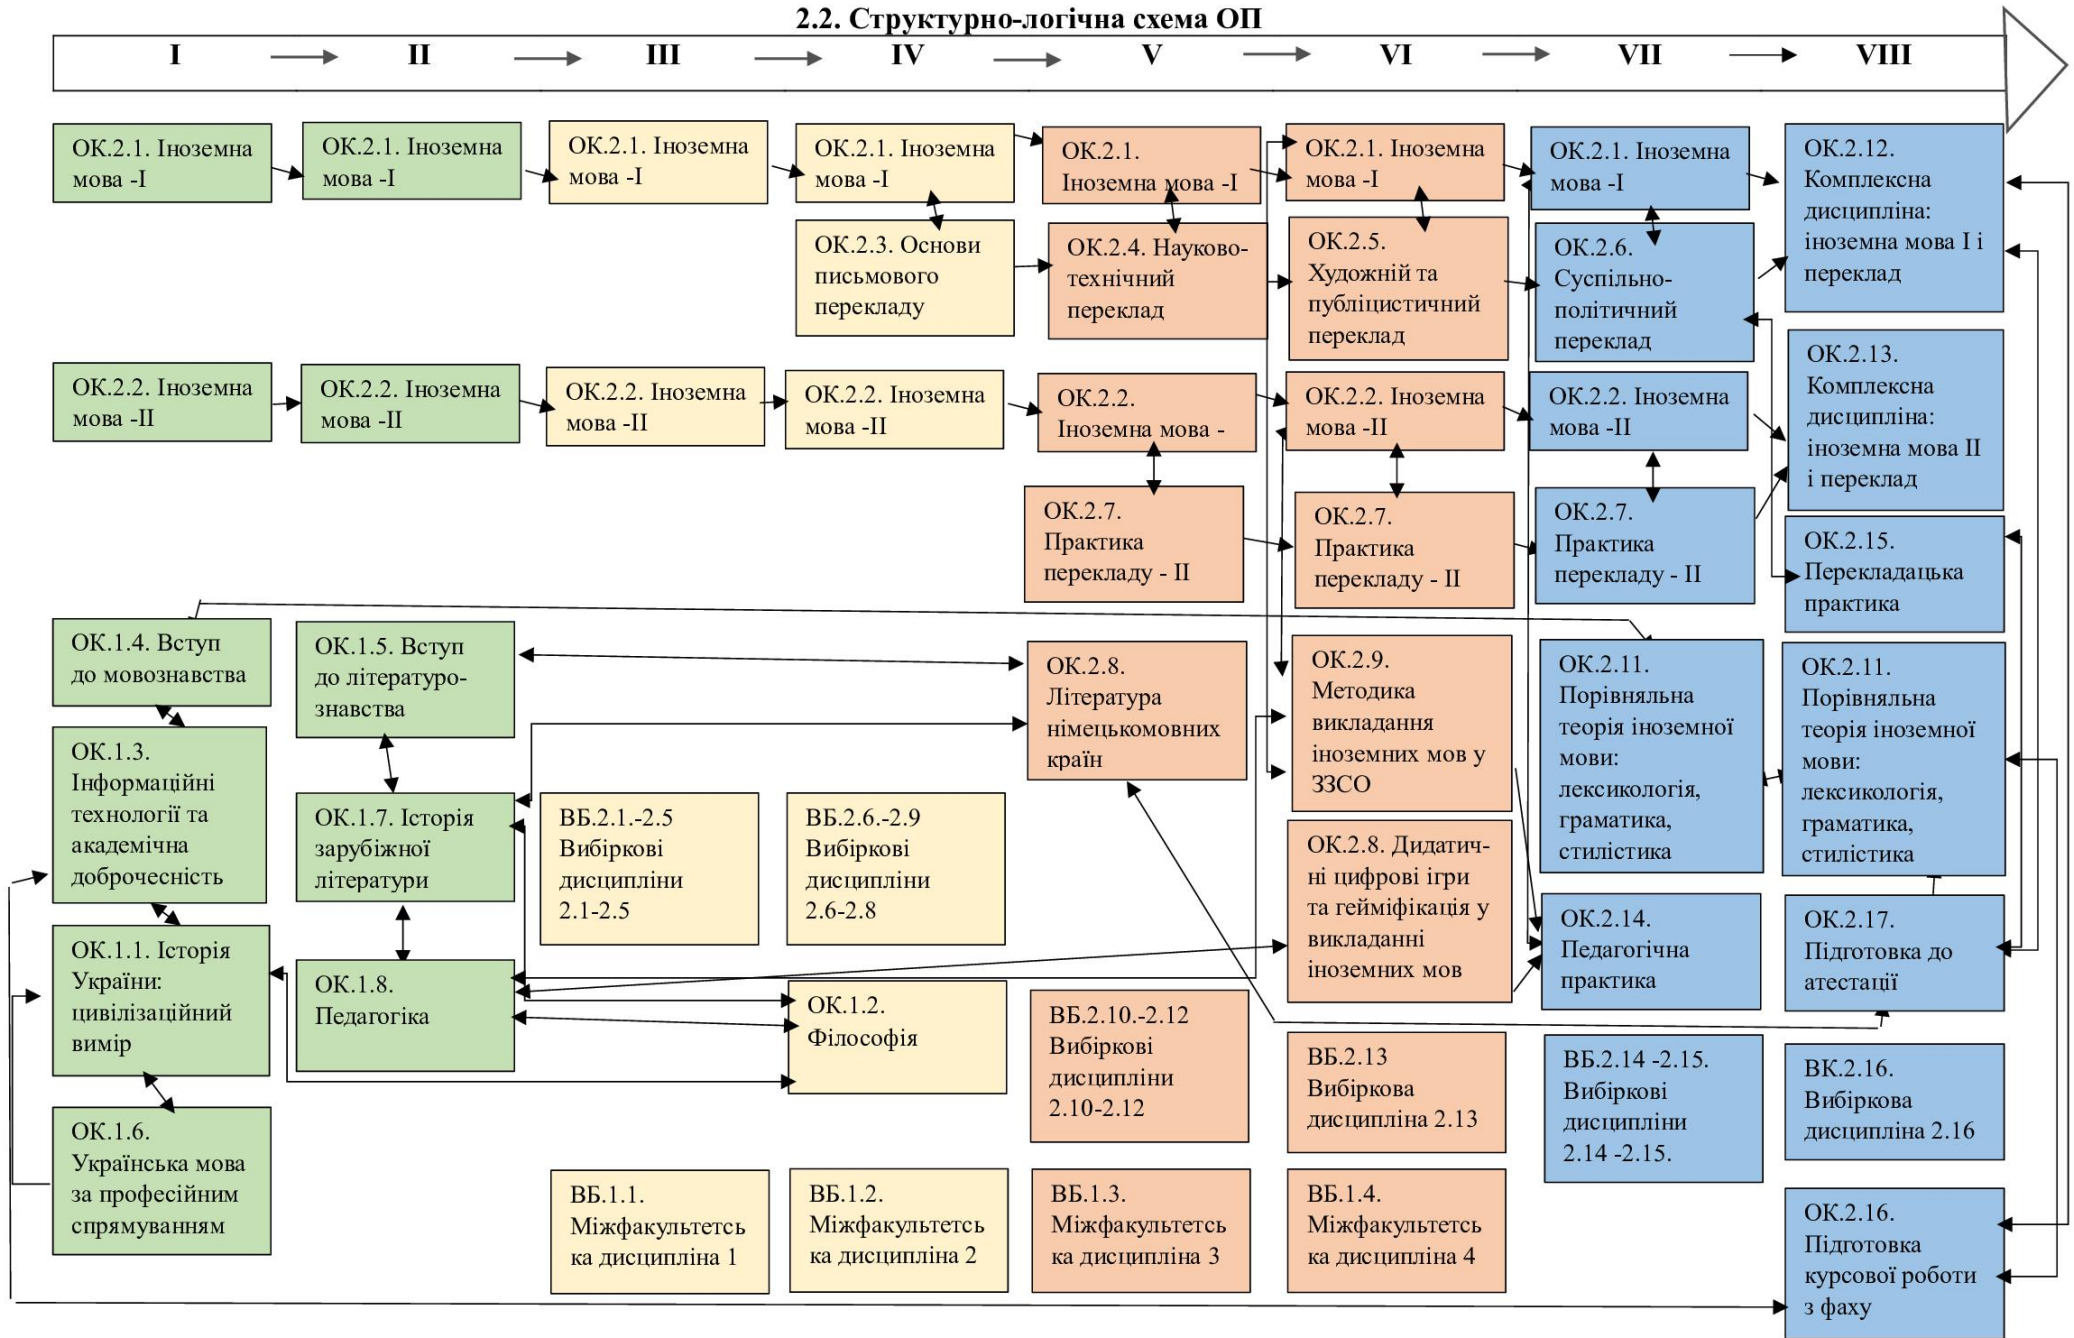 2.2. Структурно-логічна схема ОП
I
II
III
IV
V
VI
VII
VIII
ОК.2.1. Іноземна
мова -І
ОК.2.1. Іноземна
мова -І
ОК.2.1. Іноземна
мова -І
ОК.2.1. Іноземна
мова -І
ОК.2.1.
Іноземна мова -І
ОК.2.1. Іноземна
мова -І
ОК.2.1. Іноземна
мова -І
ОК.2.12.
Комплексна
дисципліна:
іноземна мова І і
переклад
ОК.2.3. Основи
письмового
перекладу
ОК.2.4. Науково-
технічний
переклад
ОК.2.5.
Художній та
публіцистичний
переклад
ОК.2.6.
Суспільно-
політичний
переклад
ОК.2.2. Іноземна
мова -ІІ
ОК.2.2. Іноземна
мова -ІІ
ОК.2.2. Іноземна
мова -ІІ
ОК.2.2. Іноземна
мова -ІІ
ОК.2.2.
Іноземна мова -
ОК.2.2. Іноземна
мова -ІІ
ОК.2.2. Іноземна
мова -ІІ
ОК.2.13.
Комплексна
дисципліна:
іноземна мова ІІ
і переклад
ОК.2.7.
Практика
перекладу - ІІ
ОК.2.7.
Практика
перекладу - ІІ
ОК.2.7.
Практика
перекладу - ІІ
ОК.2.15.
Перекладацька
практика
ОК.1.4. Вступ
до мовознавства
ОК.1.5. Вступ
до літературо-
знавства
ОК.2.8.
Література
німецькомовних
країн
ОК.2.9.
Методика
викладання
іноземних мов у
ЗЗСО
ОК.2.11.
Порівняльна
теорія іноземної
мови:
лексикологія,
граматика,
стилістика
ОК.2.11.
Порівняльна
теорія іноземної
мови:
лексикологія,
граматика,
стилістика
ОК.1.3.
Інформаційні
технології та
академічна
доброчесність
ОК.1.7. Історія
зарубіжної
літератури
ВБ.2.1.-2.5
Вибіркові
дисципліни
2.1-2.5
ВБ.2.6.-2.9
Вибіркові
дисципліни
2.6-2.8
ОК.2.8. Дидатич-
ні цифрові ігри
та гейміфікація у
викладанні
іноземних мов
ОК.2.14.
Педагогічна
практика
ОК.2.17.
Підготовка до
атестації
ОК.1.1. Історія
України:
цивілізаційний
вимір
ОК.1.8.
Педагогіка
ОК.1.2.
Філософія
ВБ.2.10.-2.12
Вибіркові
дисципліни
2.10-2.12
ВБ.2.13
Вибіркова
дисципліна 2.13
ВБ.2.14 -2.15.
Вибіркові
дисципліни
2.14 -2.15.
ВК.2.16.
Вибіркова
дисципліна 2.16
ОК.1.6.
Українська мова
за професійним
спрямуванням
ВБ.1.1.
Міжфакультетсь
ка дисципліна 1
ВБ.1.2.
Міжфакультетсь
ка дисципліна 2
ВБ.1.3.
Міжфакультетсь
ка дисципліна 3
ВБ.1.4.
Міжфакультетсь
ка дисципліна 4
ОК.2.16.
Підготовка
курсової роботи
з фаху